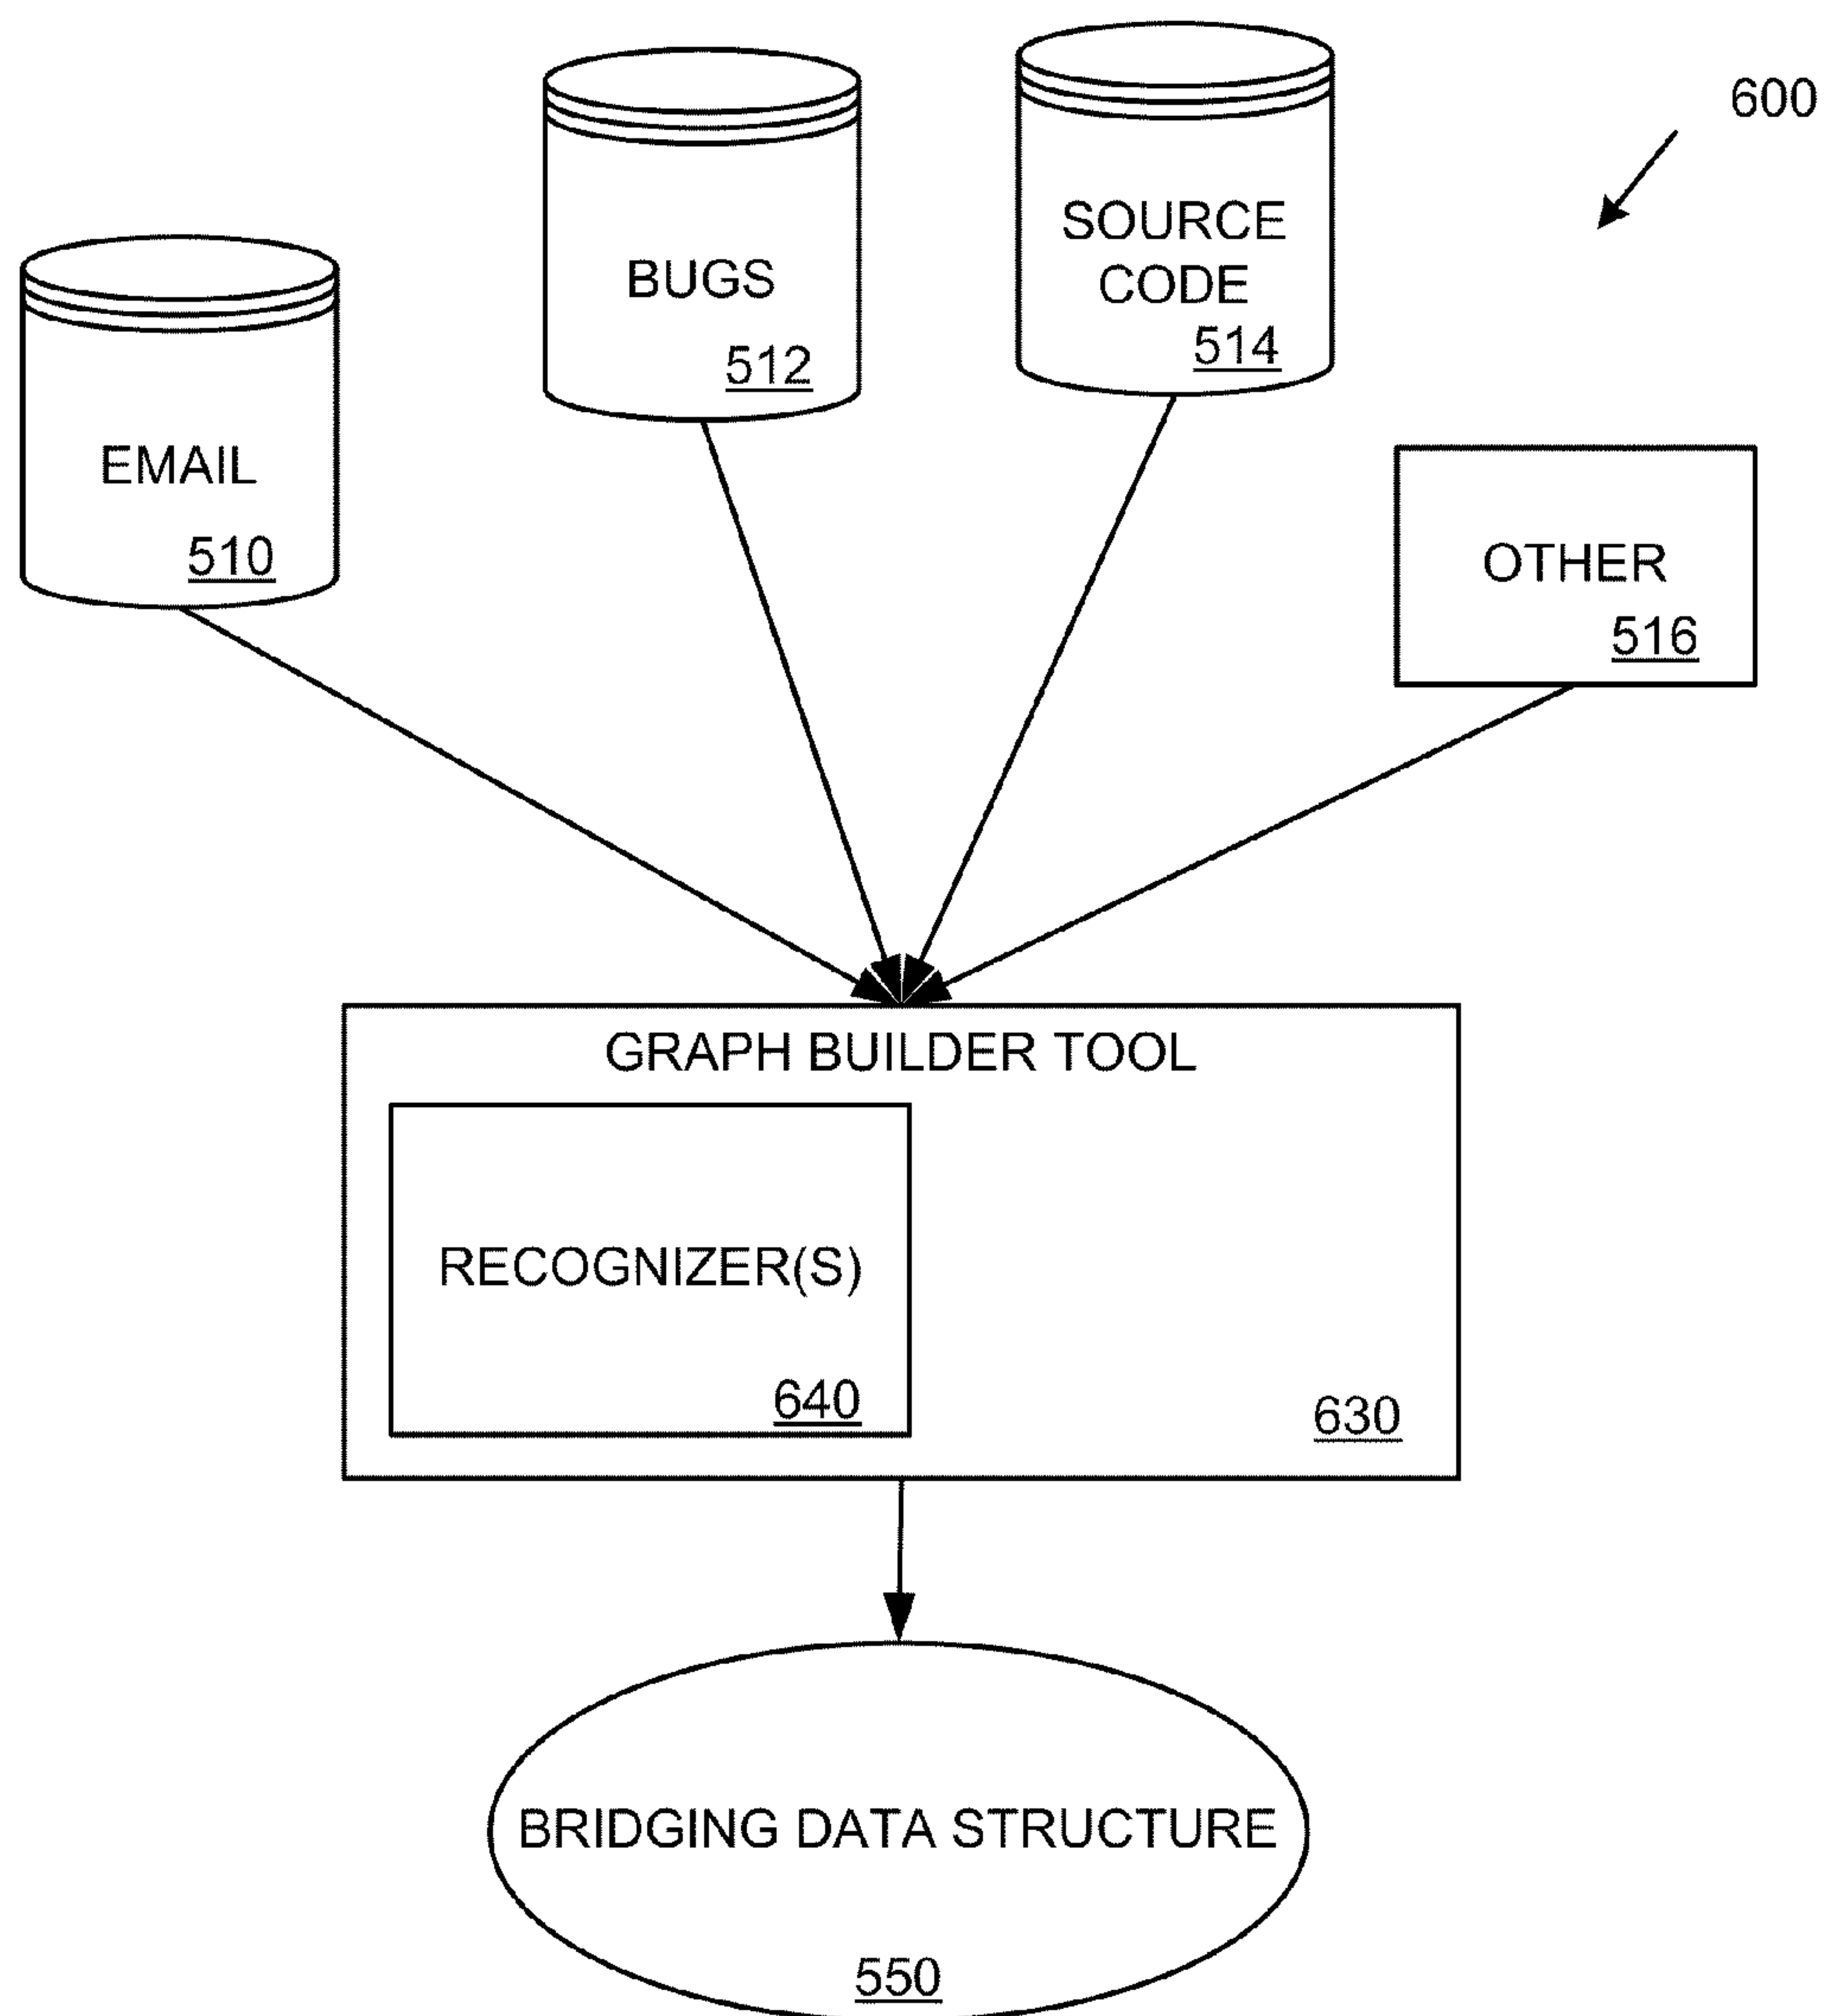 600
SOURCE
CODE
514
BUGS
512
EMAIL
510
OTHER
516
GRAPH BUILDER TOOL
RECOGNIZER(S)
640
630
BRIDGING DATA STRUCTURE
550